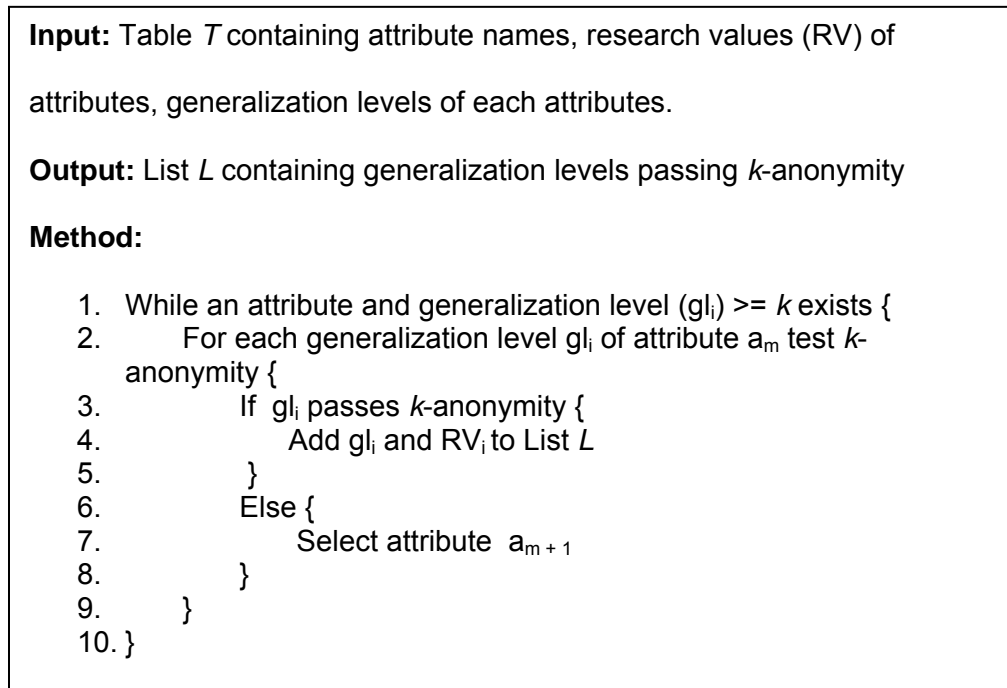 Input: Table T containing attribute names, research values (RV) of
attributes, generalization levels of each attributes.
Output: List L containing generalization levels passing k-anonymity
Method:
1. While an attribute and generalization level (gli) >= k exists {
2. For each generalization level gli of attribute am test k-
anonymity {
3. If gli passes k-anonymity {
4. Add gli and RVi to List L
5. }
6. Else {
7. Select attribute am + 1
8. }
9. }
10. }